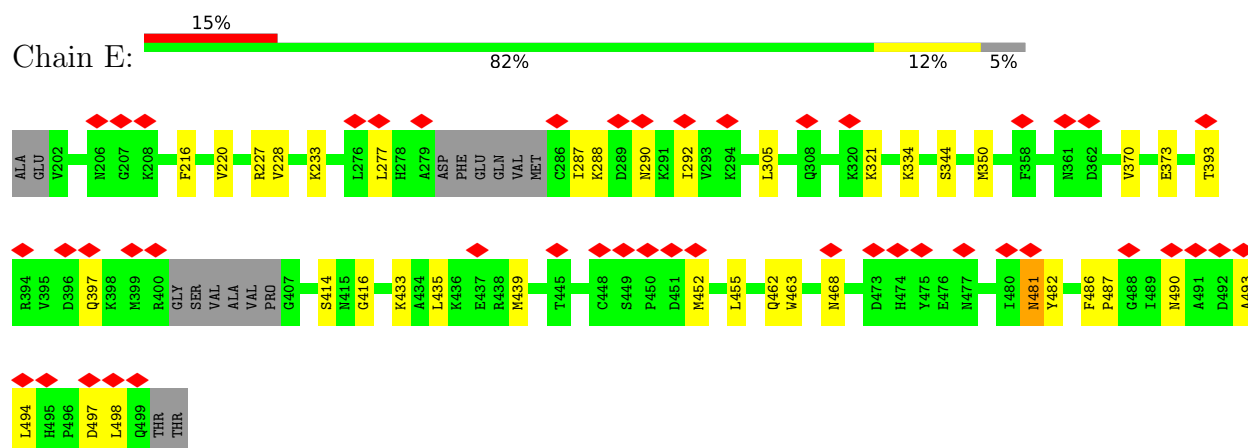 15%
Chain E:
82% 12% 5%
ALA GLU V202 N206 G207 K208 F216 V220 R227 V228 K233 L276 L277 H278 A279 ASP PHE GLU GLN VAL MET C286 I287 K288 D289 N290 K291 I292 V293 K294 L305 Q308 K320 K321 K334 S344 M350 F358 N361 D362 V370 E373 T393
R394 V395 D396 Q397 K398 M399 R400 GLY SER VAL ALA VAL PRO G407 S414 N415 G416 K433 A434 L435 K436 E437 R438 M439 T445 C448 S449 P450 D451 M452 L455 Q462 W463 N468 D473 H474 Y475 E476 N477 I480 N481 Y482 F486 P487 G488 I489 N490 A491 D492 A493
L494 H495 P496 D497 L498 Q499 THR THR